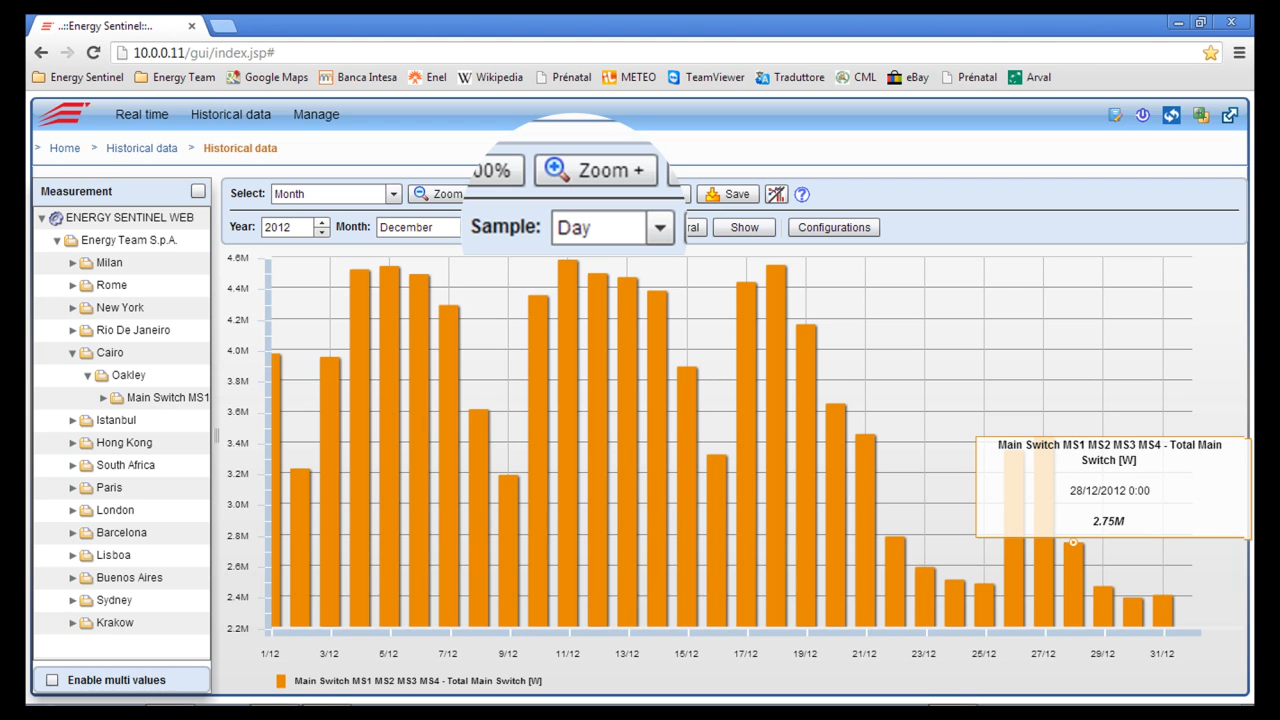 ..::Energy Sentinel::..
10.0.0.11/gui/index.jsp#
Energy Sentinel Energy Team Google Maps Banca Intesa Enel Wikipedia Prénatal METEO TeamViewer Traduttore CML eBay Prénatal Arval
Real time Historical data Manage
> Home > Historical data > Historical data
00% Zoom +
Measurement
Select: Month Zoom Save
Sample: Day
Year: 2012 Month: December ral Show Configurations
ENERGY SENTINEL WEB
Energy Team S.p.A.
Milan
Rome
New York
Rio De Janeiro
Cairo
Oakley
Main Switch MS1
Istanbul
Hong Kong
South Africa
Paris
London
Barcelona
Lisboa
Buenos Aires
Sydney
Krakow
Enable multi values
4.6M
4.4M
4.2M
4.0M
3.8M
3.6M
3.4M
3.2M
3.0M
2.8M
2.6M
2.4M
2.2M
Main Switch MS1 MS2 MS3 MS4 - Total Main
Switch [W]
28/12/2012 0:00
2.75M
1/12 3/12 5/12 7/12 9/12 11/12 13/12 15/12 17/12 19/12 21/12 23/12 25/12 27/12 29/12 31/12
Main Switch MS1 MS2 MS3 MS4 - Total Main Switch [W]